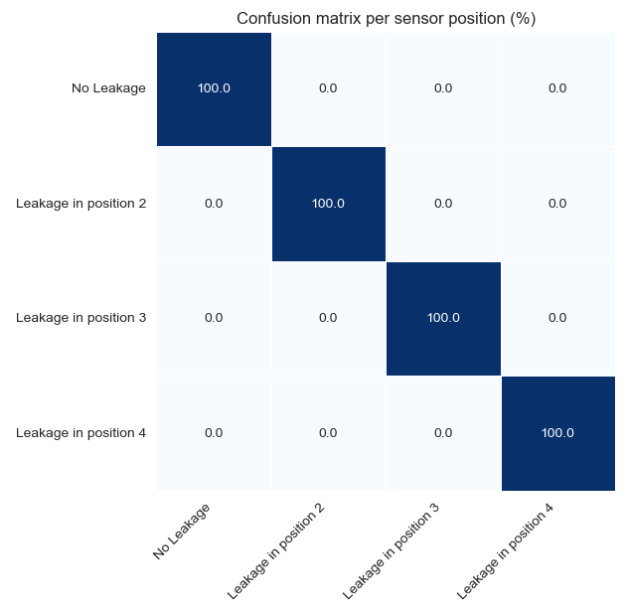 Confusion matrix per sensor position (%)
No Leakage 100.0 0.0 0.0 0.0
Leakage in position 2 0.0 100.0 0.0 0.0
Leakage in position 3 0.0 0.0 100.0 0.0
Leakage in position 4 0.0 0.0 0.0 100.0
No Leakage
Leakage in position 2
Leakage in position 3
Leakage in position 4